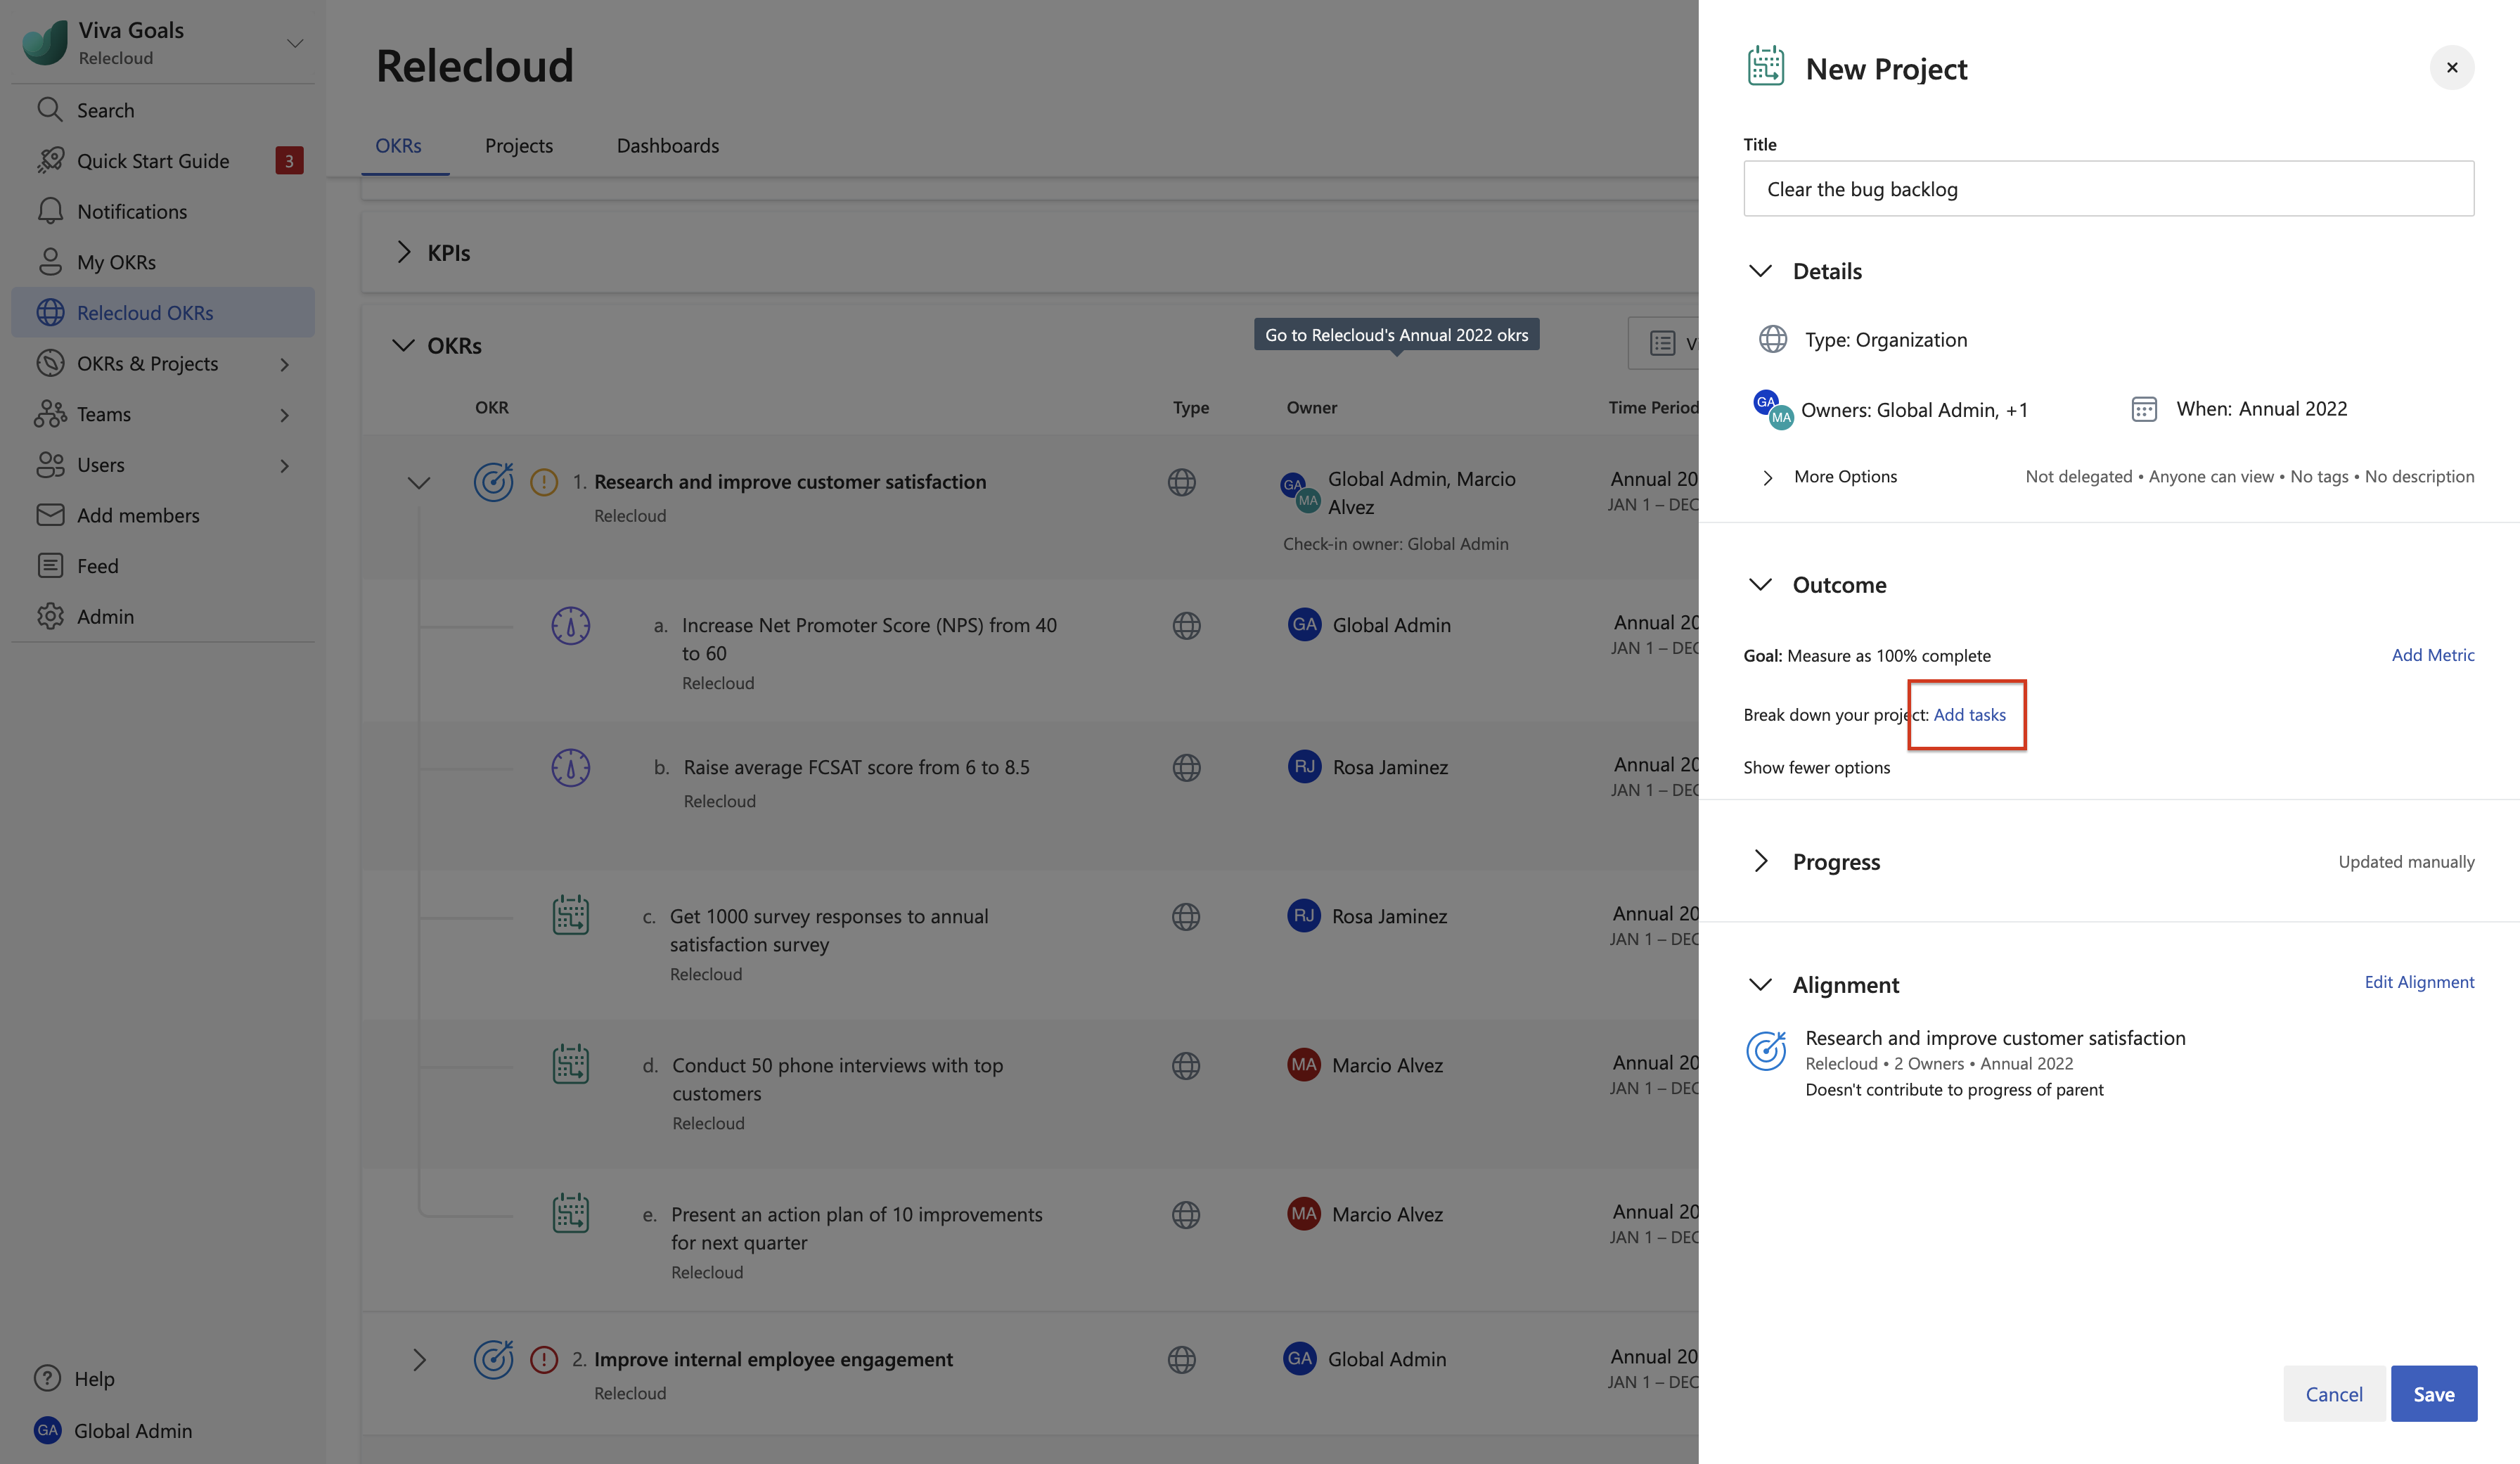 Viva Goals
Relecloud
Search
Quick Start Guide
3
Notifications
My OKRs
Relecloud OKRs
OKRs & Projects
Teams
Users
Add members
Feed
Admin
Help
GA
Global Admin
Relecloud
OKRs
Projects
Dashboards
KPIs
OKRs
Go to Relecloud's Annual 2022 okrs
V
OKR
Type
Owner
Time Period
1. Research and improve customer satisfaction
Relecloud
GA
MA
Global Admin, Marcio
Alvez
Check-in owner: Global Admin
Annual 20
JAN 1 – DEC
a. Increase Net Promoter Score (NPS) from 40
to 60
Relecloud
GA
Global Admin
Annual 20
JAN 1 – DEC
b. Raise average FCSAT score from 6 to 8.5
Relecloud
RJ
Rosa Jaminez
Annual 20
JAN 1 – DEC
c. Get 1000 survey responses to annual
satisfaction survey
Relecloud
RJ
Rosa Jaminez
Annual 20
JAN 1 – DEC
d. Conduct 50 phone interviews with top
customers
Relecloud
MA
Marcio Alvez
Annual 20
JAN 1 – DEC
e. Present an action plan of 10 improvements
for next quarter
Relecloud
MA
Marcio Alvez
Annual 20
JAN 1 – DEC
2. Improve internal employee engagement
Relecloud
GA
Global Admin
Annual 20
JAN 1 – DEC
New Project
Title
Clear the bug backlog
Details
Type: Organization
GA
MA
Owners: Global Admin, +1
When: Annual 2022
More Options
Not delegated • Anyone can view • No tags • No description
Outcome
Goal: Measure as 100% complete
Add Metric
Break down your project: Add tasks
Show fewer options
Progress
Updated manually
Alignment
Edit Alignment
Research and improve customer satisfaction
Relecloud • 2 Owners • Annual 2022
Doesn't contribute to progress of parent
Cancel
Save